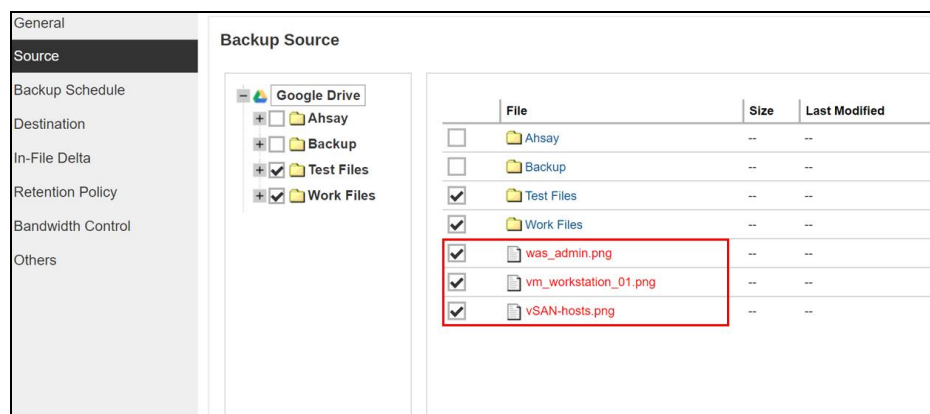 General
Source
Backup Schedule
Destination
In-File Delta
Retention Policy
Bandwidth Control
Others
Backup Source
Google Drive
Ahsay
Backup
Test Files
Work Files
File Size Last Modified
Ahsay -- --
Backup -- --
Test Files -- --
Work Files -- --
was_admin.png -- --
vm_workstation_01.png -- --
vSAN-hosts.png -- --